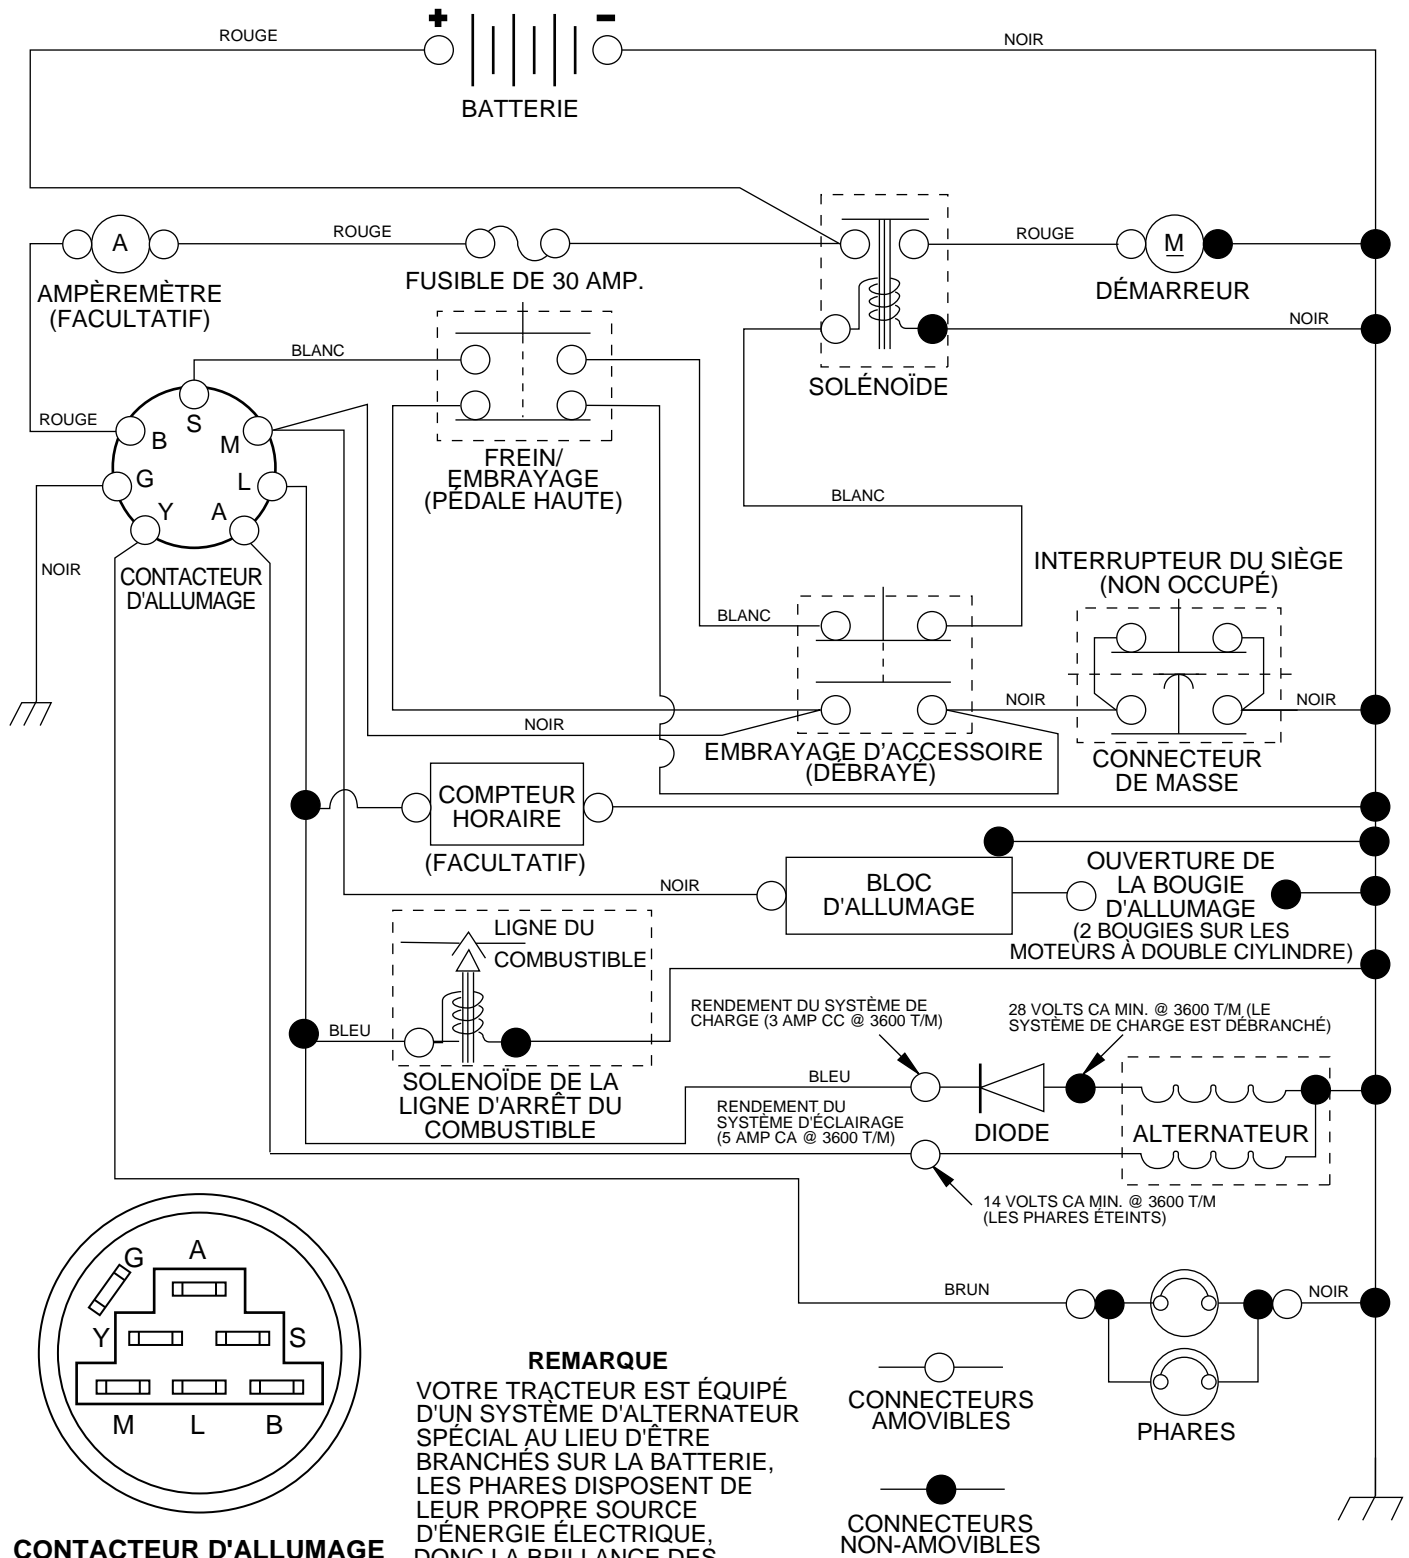 +
−
ROUGE
NOIR
BATTERIE
ROUGE
A
ROUGE
M
AMPÈREMÈTRE
(FACULTATIF)
FUSIBLE DE 30 AMP.
DÉMARREUR
NOIR
BLANC
SOLÉNOÏDE
ROUGE
S
B
M
G
L
Y
A
FREIN/
EMBRAYAGE
(PÉDALE HAUTE)
BLANC
NOIR
CONTACTEUR
D'ALLUMAGE
INTERRUPTEUR DU SIÈGE
(NON OCCUPÉ)
BLANC
NOIR
NOIR
NOIR
EMBRAYAGE D'ACCESSOIRE
(DÉBRAYÉ)
CONNECTEUR
DE MASSE
COMPTEUR
HORAIRE
(FACULTATIF)
NOIR
BLOC
D'ALLUMAGE
OUVERTURE DE
LA BOUGIE
D'ALLUMAGE
(2 BOUGIES SUR LES
MOTEURS À DOUBLE CIYLINDRE)
LIGNE DU
COMBUSTIBLE
BLEU
SOLENOÏDE DE LA
LIGNE D'ARRÊT DU
COMBUSTIBLE
RENDEMENT DU SYSTÈME DE
CHARGE (3 AMP CC @ 3600 T/M)
28 VOLTS CA MIN. @ 3600 T/M (LE
SYSTÈME DE CHARGE EST DÉBRANCHÉ)
BLEU
RENDEMENT DU
SYSTÈME D'ÉCLAIRAGE
(5 AMP CA @ 3600 T/M)
DIODE
ALTERNATEUR
14 VOLTS CA MIN. @ 3600 T/M
(LES PHARES ÉTEINTS)
BRUN
NOIR
PHARES
G
A
Y
S
M
L
B
CONTACTEUR D'ALLUMAGE
REMARQUE
VOTRE TRACTEUR EST ÉQUIPÉ
D'UN SYSTÈME D'ALTERNATEUR
SPÉCIAL AU LIEU D'ÊTRE
BRANCHÉS SUR LA BATTERIE,
LES PHARES DISPOSENT DE
LEUR PROPRE SOURCE
D'ÉNERGIE ÉLECTRIQUE,
DONC LA BRILLANCE DES
CONNECTEURS
AMOVIBLES
CONNECTEURS
NON-AMOVIBLES